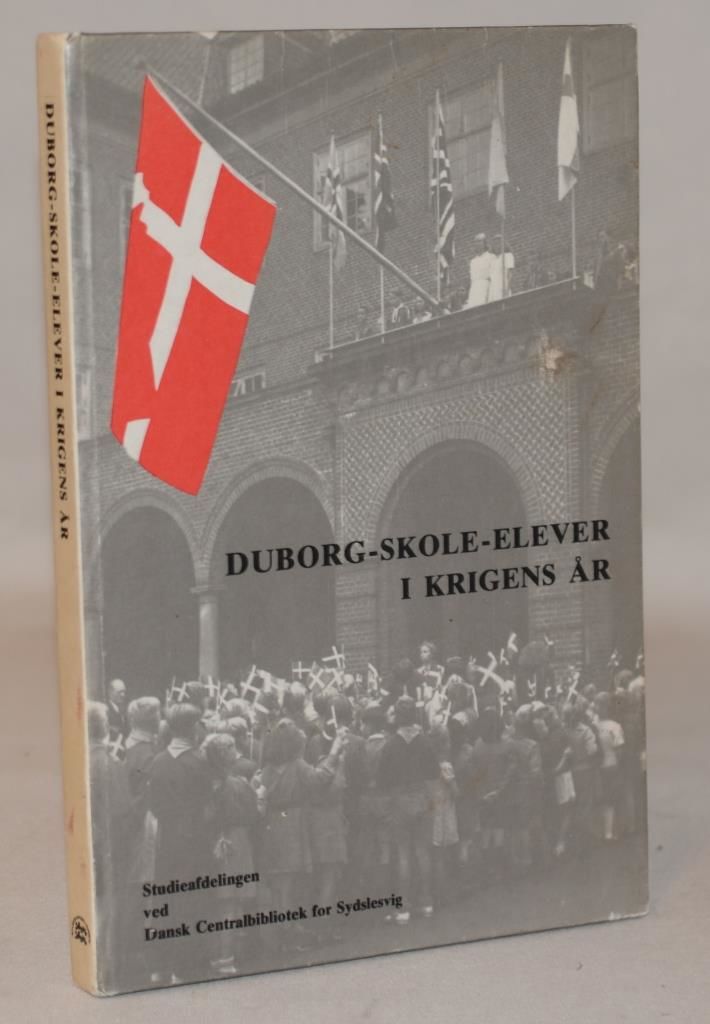 DUBORG-SKOLE-ELEVER I KRIGENS ÅR
DUBORG-SKOLE-ELEVER
I KRIGENS ÅR
Studieafdelingen
ved
Dansk Centralbibliotek for Sydslesvig